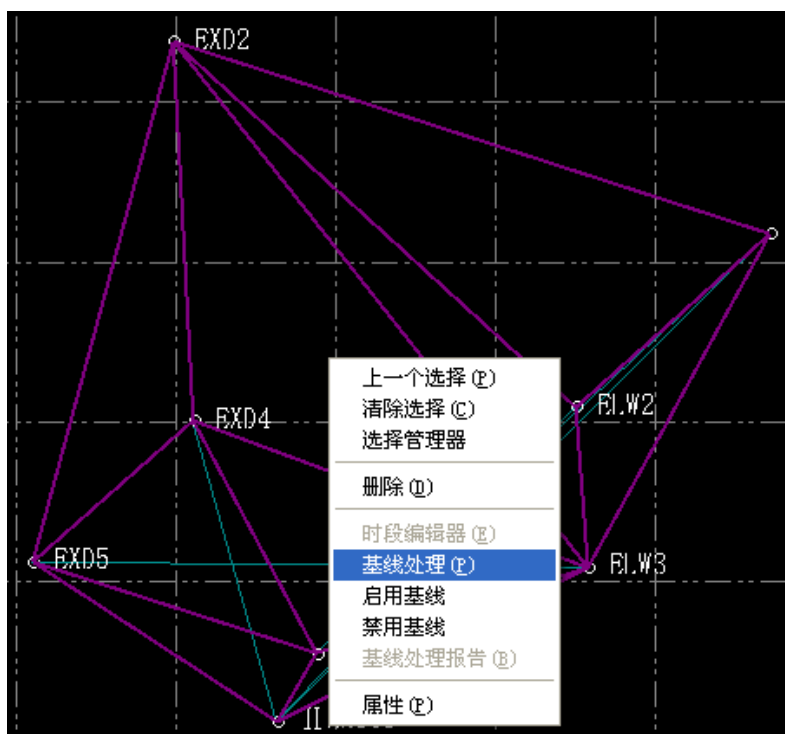 EXD2
上一个选择(P)
清除选择(C)
ELW2
EXD4
选择管理器
删除(D)
时段编辑器(E)
EXD5
基线处理(P)
ELW3
启用基线
禁用基线
基线处理报告(B)
属性(P)